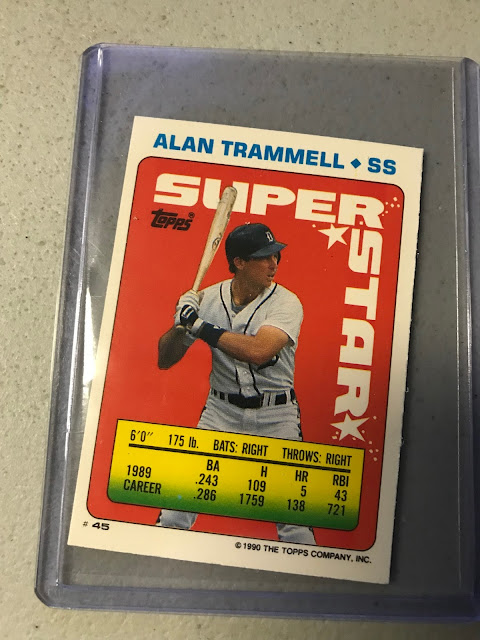 ALAN TRAMMELL ◆ SS
SUPER
STAR
Topps®
6'0" 175 lb. BATS: RIGHT THROWS: RIGHT
BA H HR RBI
1989 .243 109 5 43
CAREER .286 1759 138 721
# 45
© 1990 THE TOPPS COMPANY, INC.